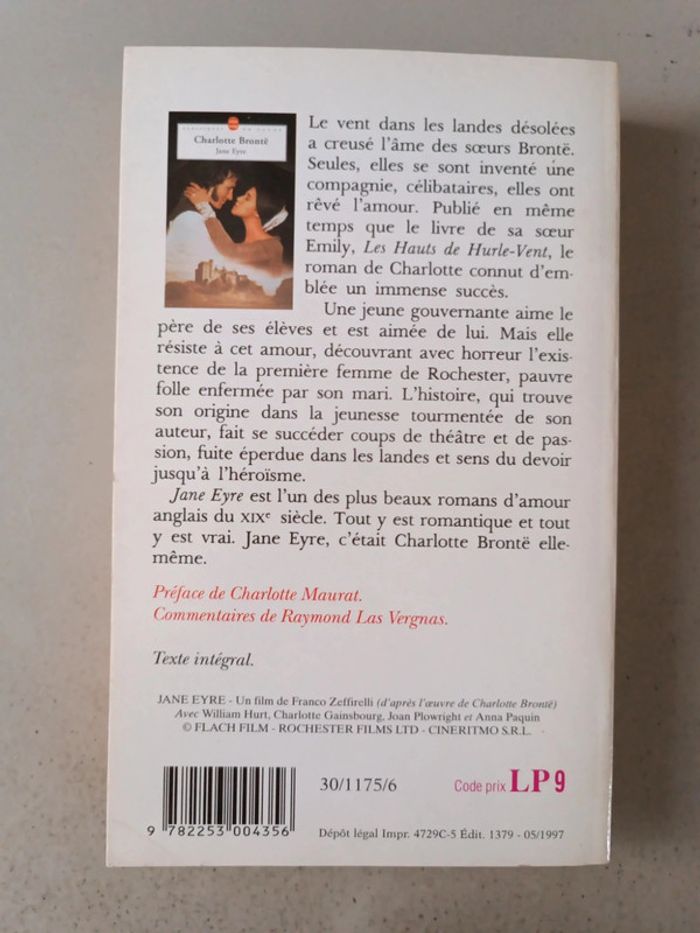 Charlotte Brontë
Jane Eyre
Le vent dans les landes désolées
a creusé l'âme des sœurs Brontë.
Seules, elles se sont inventé une
compagnie, célibataires, elles ont
rêvé l'amour. Publié en même
temps que le livre de sa sœur
Emily, Les Hauts de Hurle-Vent, le
roman de Charlotte connut d'em-
blée un immense succès.
Une jeune gouvernante aime le
père de ses élèves et est aimée de lui. Mais elle
résiste à cet amour, découvrant avec horreur l'exis-
tence de la première femme de Rochester, pauvre
folle enfermée par son mari. L'histoire, qui trouve
son origine dans la jeunesse tourmentée de son
auteur, fait se succéder coups de théâtre et de pas-
sion, fuite éperdue dans les landes et sens du devoir
jusqu'à l'héroïsme.
Jane Eyre est l'un des plus beaux romans d'amour
anglais du XIXe siècle. Tout y est romantique et tout
y est vrai. Jane Eyre, c'était Charlotte Brontë elle-
même.
Préface de Charlotte Maurat.
Commentaires de Raymond Las Vergnas.
Texte intégral.
JANE EYRE - Un film de Franco Zeffirelli (d'après l'œuvre de Charlotte Brontë)
Avec William Hurt, Charlotte Gainsbourg, Joan Plowright et Anna Paquin
© FLACH FILM - ROCHESTER FILMS LTD - CINERITMO S.R.L.
30/1175/6
Code prix LP 9
9 782253 004356
Dépôt légal Impr. 4729C-5 Édit. 1379 - 05/1997